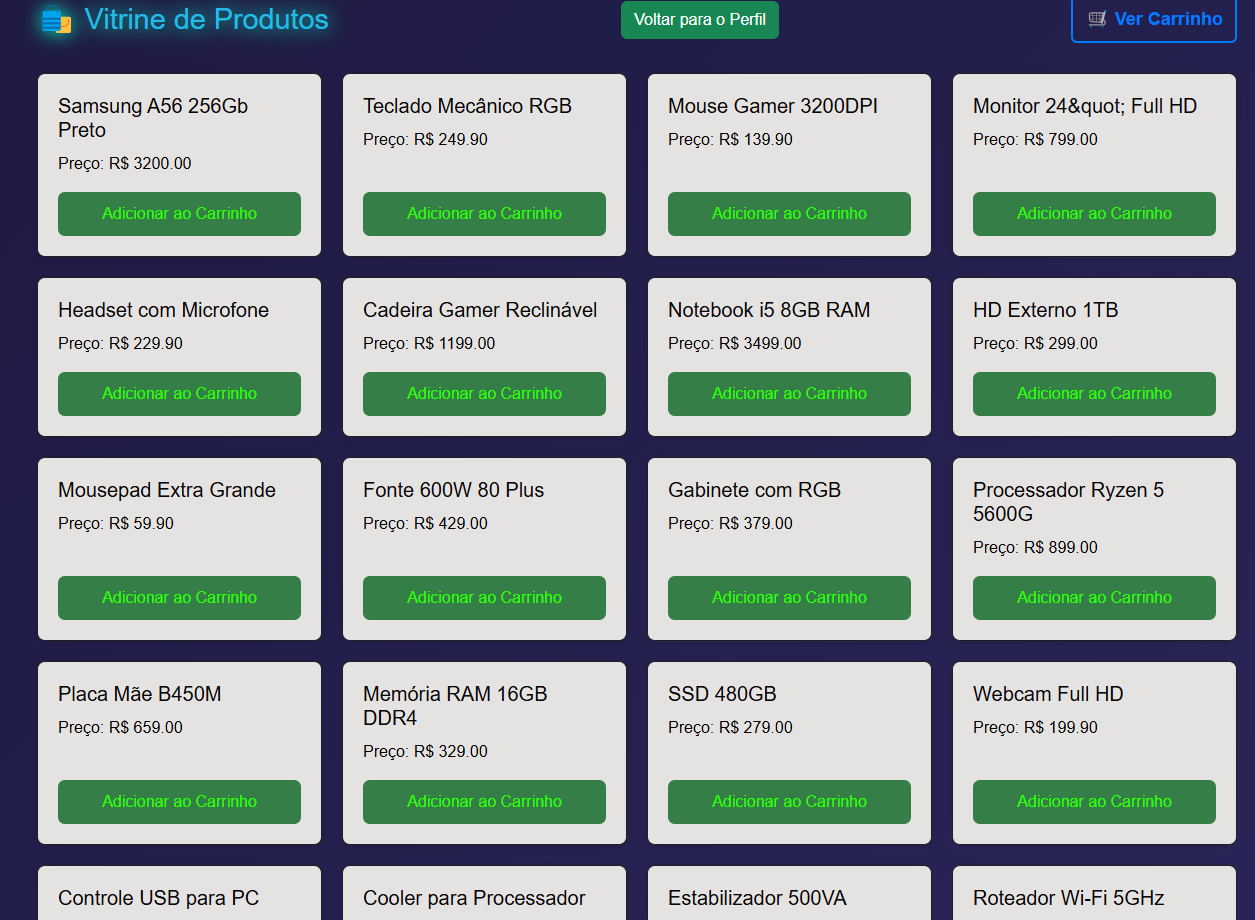 Vitrine de Produtos
Voltar para o Perfil
Ver Carrinho
Samsung A56 256Gb
Preto
Preço: R$ 3200.00
Adicionar ao Carrinho
Teclado Mecânico RGB
Preço: R$ 249.90
Adicionar ao Carrinho
Mouse Gamer 3200DPI
Preço: R$ 139.90
Adicionar ao Carrinho
Monitor 24&quot; Full HD
Preço: R$ 799.00
Adicionar ao Carrinho
Headset com Microfone
Preço: R$ 229.90
Adicionar ao Carrinho
Cadeira Gamer Reclinável
Preço: R$ 1199.00
Adicionar ao Carrinho
Notebook i5 8GB RAM
Preço: R$ 3499.00
Adicionar ao Carrinho
HD Externo 1TB
Preço: R$ 299.00
Adicionar ao Carrinho
Mousepad Extra Grande
Preço: R$ 59.90
Adicionar ao Carrinho
Fonte 600W 80 Plus
Preço: R$ 429.00
Adicionar ao Carrinho
Gabinete com RGB
Preço: R$ 379.00
Adicionar ao Carrinho
Processador Ryzen 5
5600G
Preço: R$ 899.00
Adicionar ao Carrinho
Placa Mãe B450M
Preço: R$ 659.00
Adicionar ao Carrinho
Memória RAM 16GB
DDR4
Preço: R$ 329.00
Adicionar ao Carrinho
SSD 480GB
Preço: R$ 279.00
Adicionar ao Carrinho
Webcam Full HD
Preço: R$ 199.90
Adicionar ao Carrinho
Controle USB para PC
Cooler para Processador
Estabilizador 500VA
Roteador Wi-Fi 5GHz